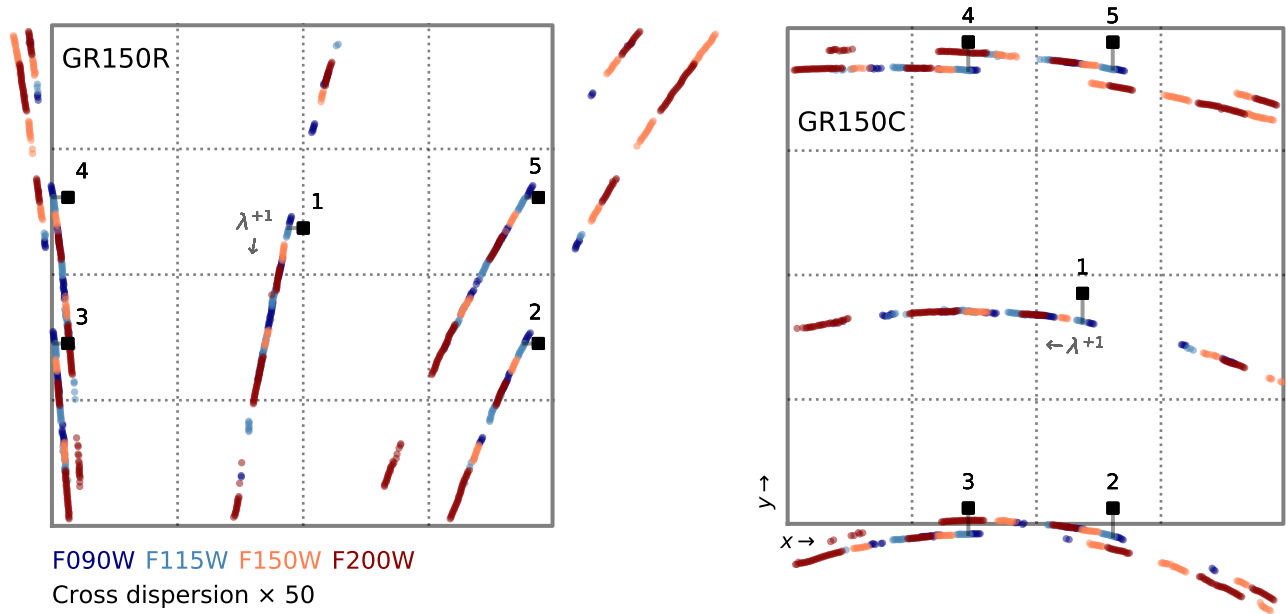 GR150R
4
5
1
λ+1
↓
3
2
F090W F115W F150W F200W
Cross dispersion × 50
4
5
GR150C
1
←λ+1
3
2
y→
x→